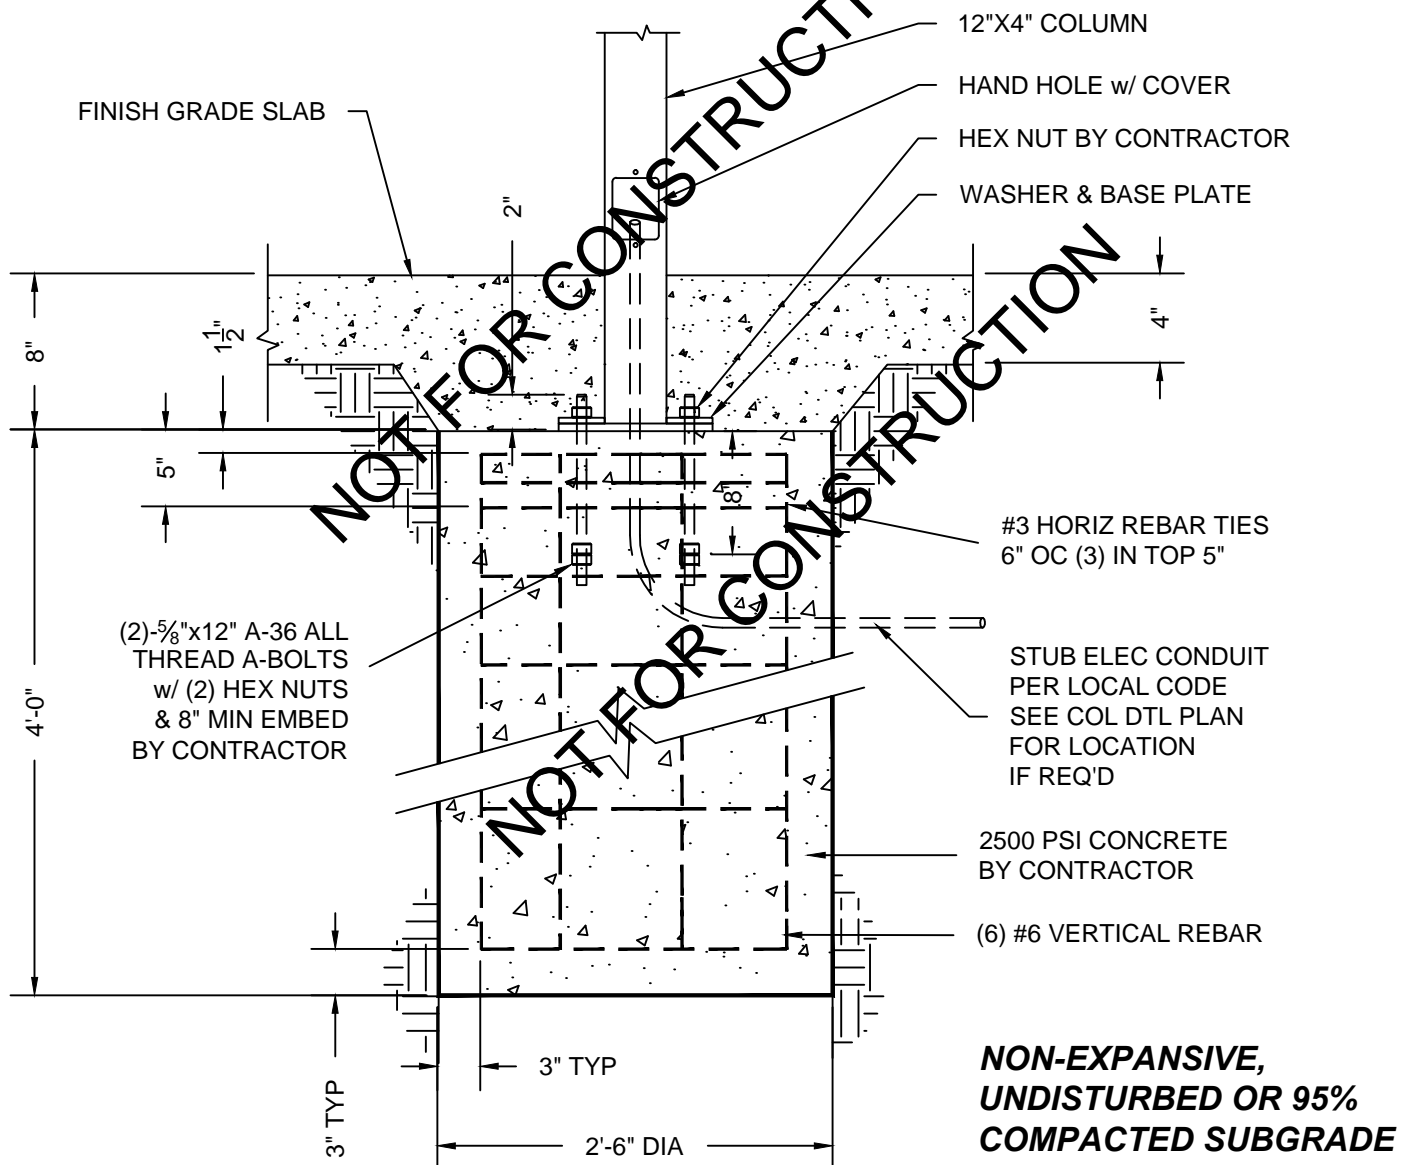 12"X4" COLUMN
HAND HOLE w/ COVER
FINISH GRADE SLAB
HEX NUT BY CONTRACTOR
WASHER & BASE PLATE
2"
8"
1 1/2"
4"
5"
8"
#3 HORIZ REBAR TIES
6" OC (3) IN TOP 5"
(2)-5/8"x12" A-36 ALL
THREAD A-BOLTS
w/ (2) HEX NUTS
& 8" MIN EMBED
BY CONTRACTOR
4'-0"
STUB ELEC CONDUIT
PER LOCAL CODE
SEE COL DTL PLAN
FOR LOCATION
IF REQ'D
2500 PSI CONCRETE
BY CONTRACTOR
(6) #6 VERTICAL REBAR
3" TYP
3" TYP
2'-6" DIA
NON-EXPANSIVE,
UNDISTURBED OR 95%
COMPACTED SUBGRADE
NOT FOR CONSTRUCTI
NOT FOR CONSTRUCTION